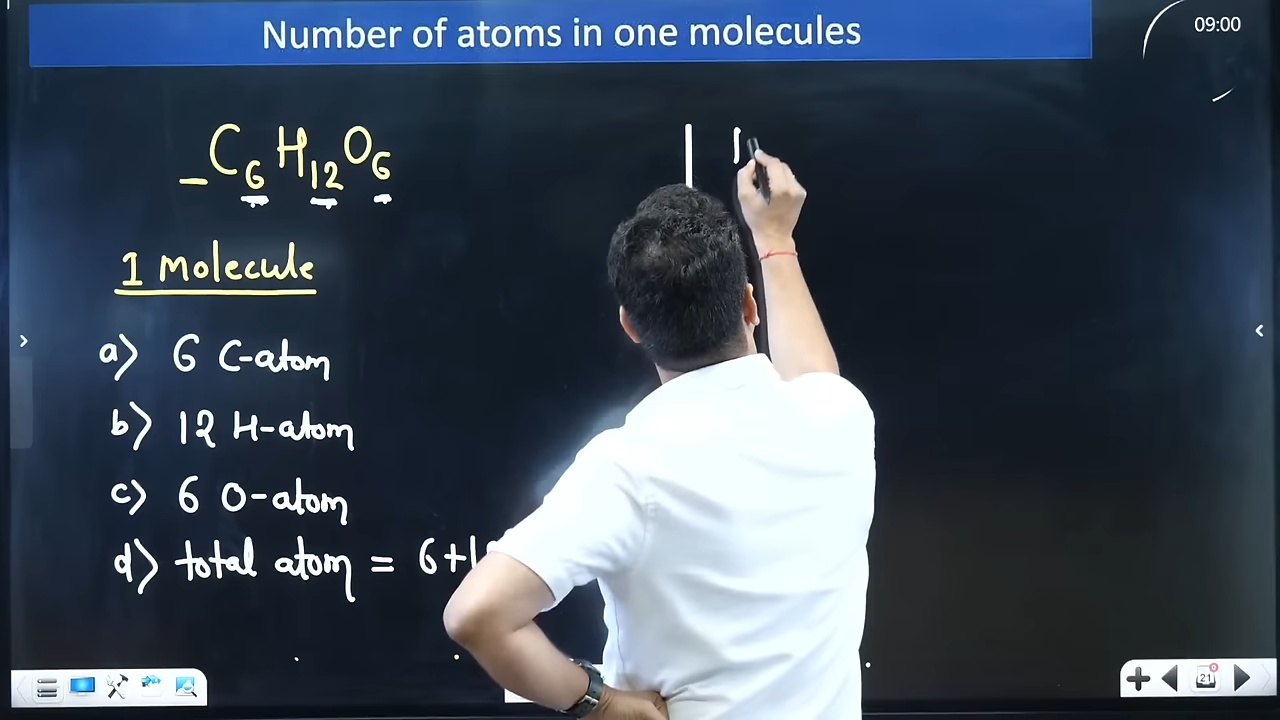 Number of atoms in one molecules
09:00
_C6H12O6
1 Molecule
a) 6 C-atom
b) 12 H-atom
c) 6 O-atom
d) total atom = 6+1
21